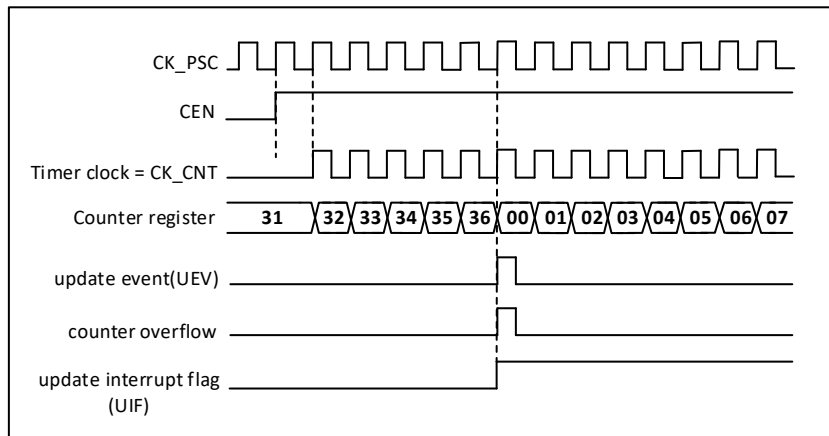 CK_PSC
CEN
Timer clock = CK_CNT
Counter register 31 32 33 34 35 36 00 01 02 03 04 05 06 07
update event(UEV)
counter overflow
update interrupt flag
(UIF)